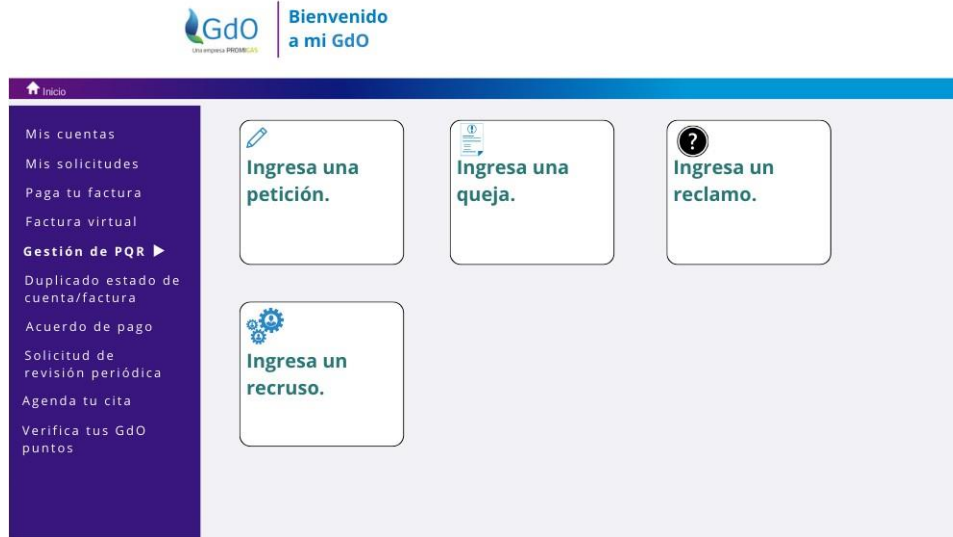 GdO
Una empresa PROMIGAS
Bienvenido
a mi GdO
Inicio
Mis cuentas
Mis solicitudes
Paga tu factura
Factura virtual
Gestión de PQR
Duplicado estado de
cuenta/factura
Acuerdo de pago
Solicitud de
revisión periódica
Agenda tu cita
Verifica tus GdO
puntos
Ingresa una
petición.
Ingresa una
queja.
?
Ingresa un
reclamo.
Ingresa un
recruso.